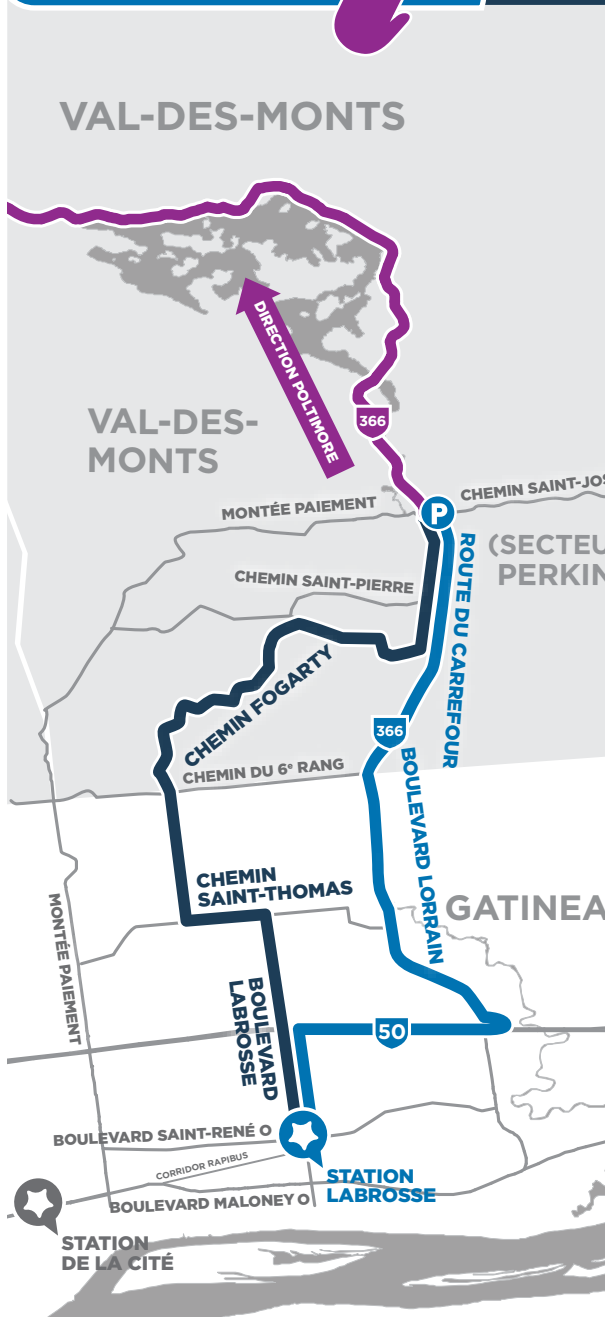 VAL-DES-MONTS
DIRECTION POLTIMORE
VAL-DES-
MONTS
366
MONTÉE PAIEMENT
P
CHEMIN SAINT-JOS
(SECTEU
PERKIN
CHEMIN SAINT-PIERRE
ROUTE DU CARREFOUR
CHEMIN FOGARTY
366
CHEMIN DU 6e RANG
BOULEVARD LORRAIN
CHEMIN
SAINT-THOMAS
GATINEA
MONTÉE PAIEMENT
BOULEVARD
LABROSSE
50
BOULEVARD SAINT-RENÉ O
CORRIDOR RAPIBUS
STATION
LABROSSE
BOULEVARD MALONEY O
STATION
DE LA CITÉ